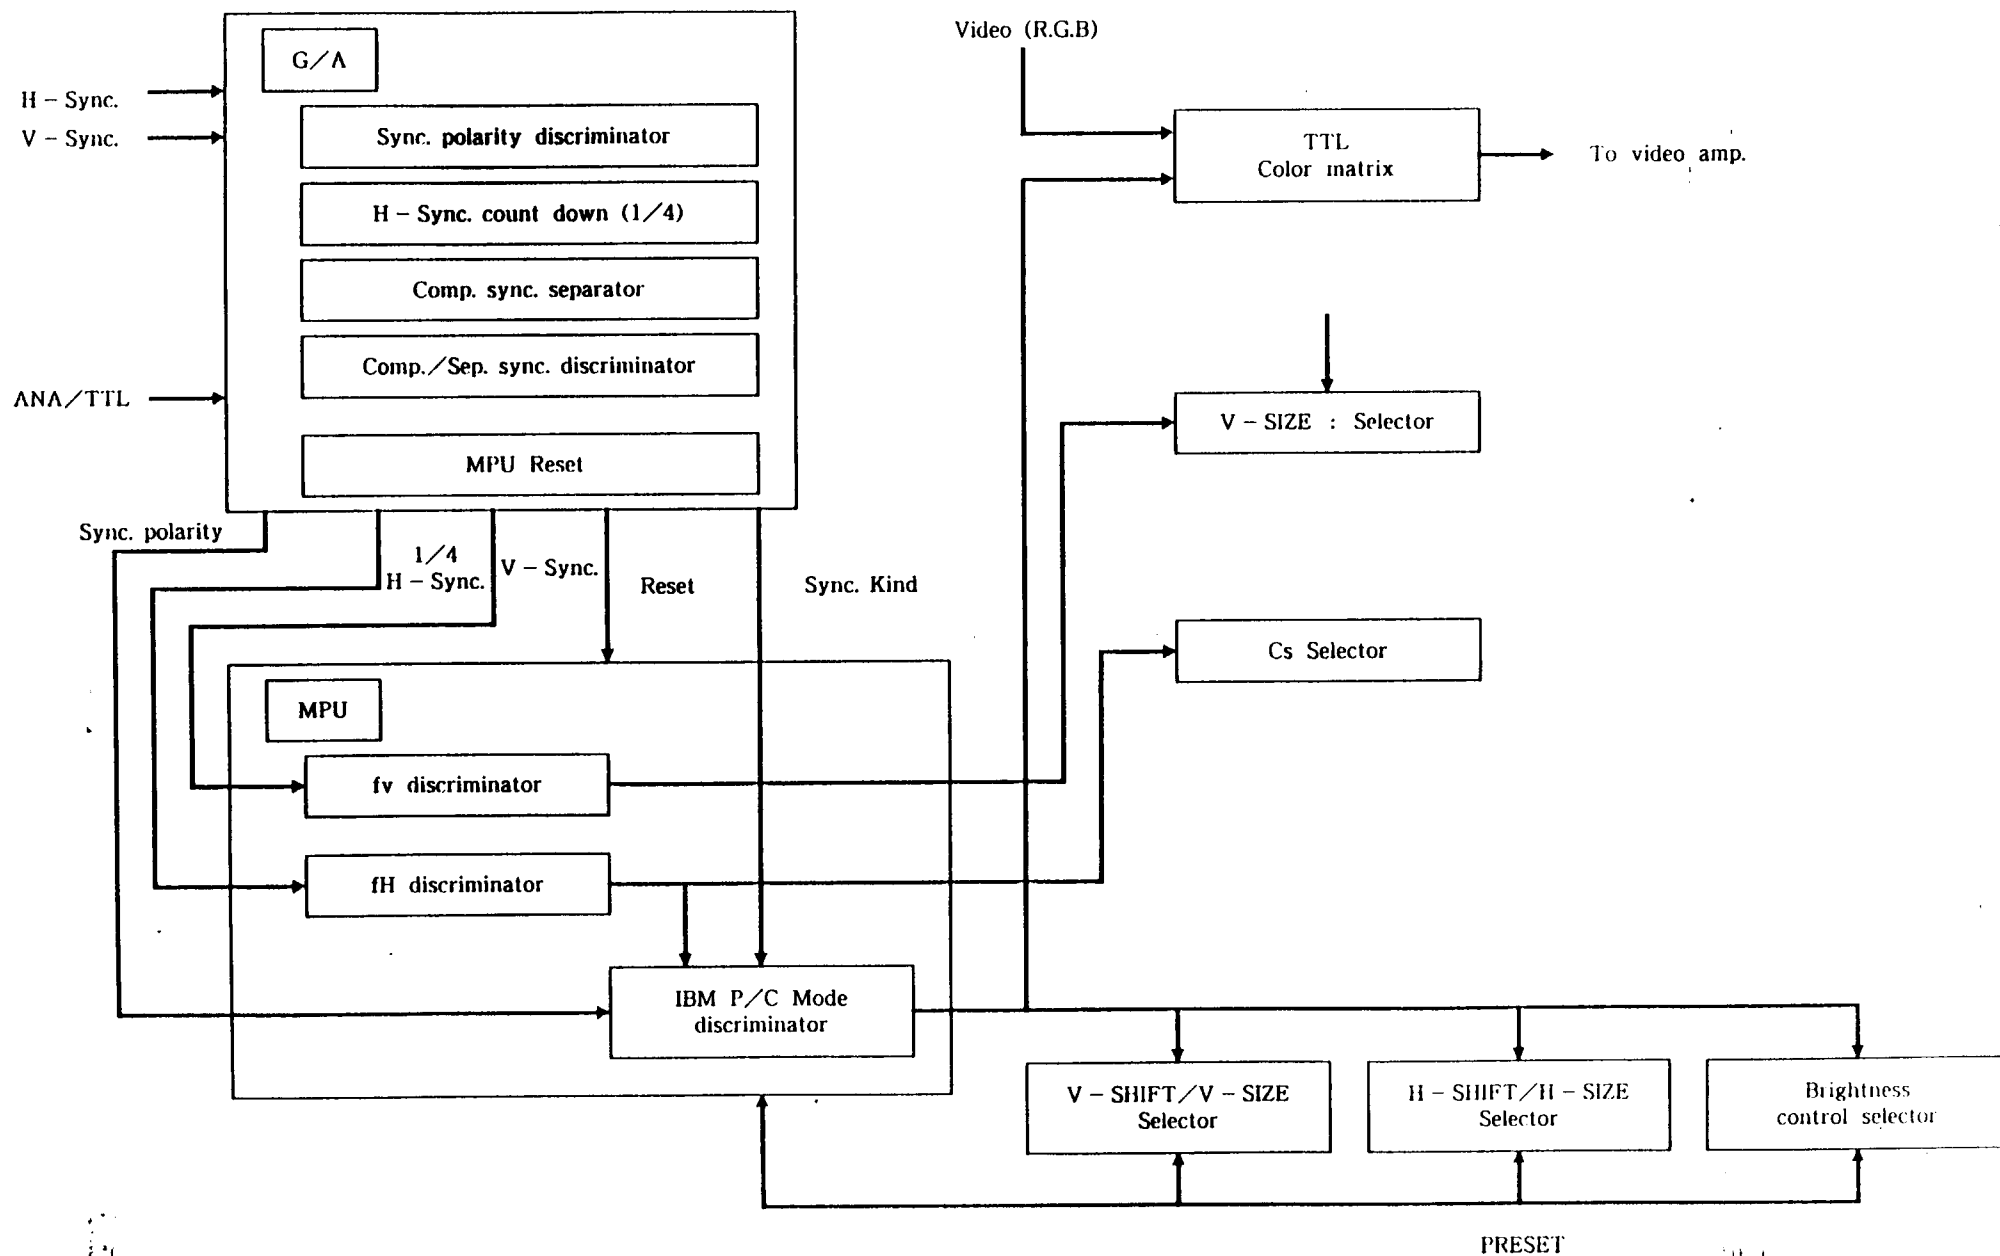 G/A
H – Sync.
V – Sync.
Sync. polarity discriminator
H – Sync. count down (1/4)
Comp. sync. separator
Comp./Sep. sync. discriminator
ANA/TTL
MPU Reset
Video (R.G.B)
TTL
Color matrix
To video amp.
V – SIZE : Selector
Cs Selector
Sync. polarity
1/4
H – Sync.
V – Sync.
Reset
Sync. Kind
MPU
fv discriminator
fH discriminator
IBM P/C Mode
discriminator
V – SHIFT/V – SIZE
Selector
H – SHIFT/H – SIZE
Selector
Brightness
control selector
PRESET